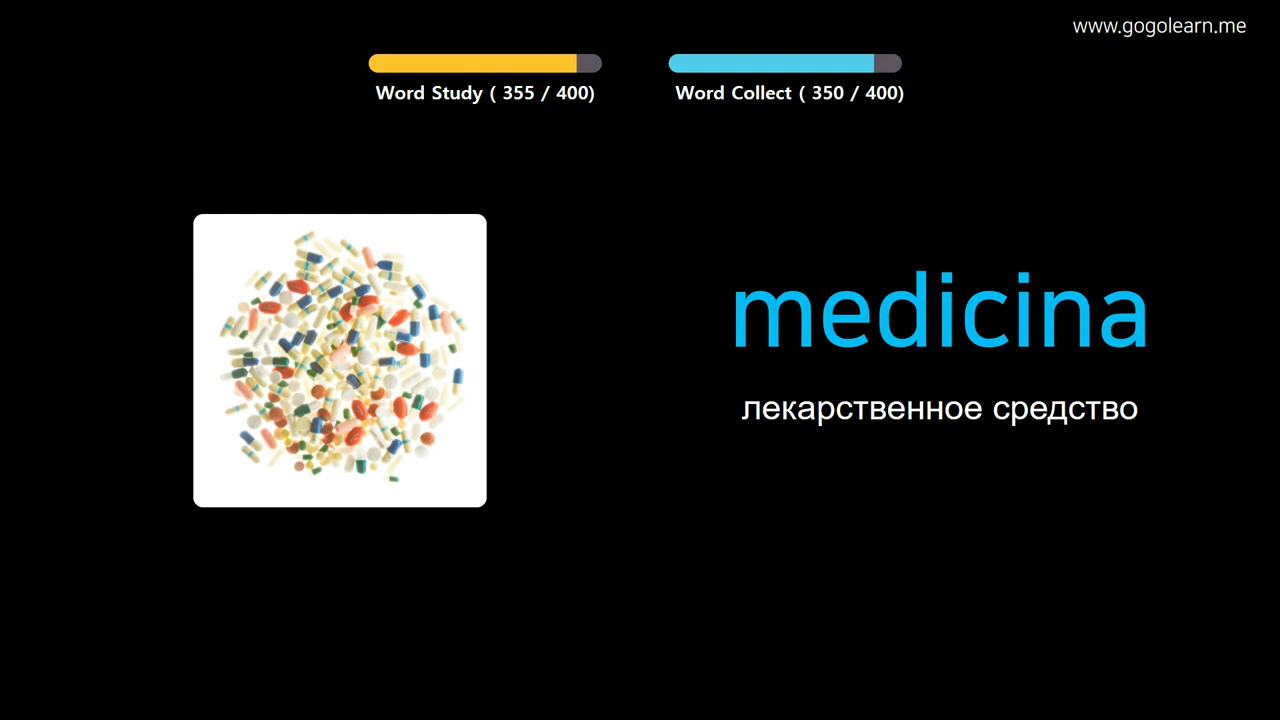 www.gogolearn.me
Word Study ( 355 / 400)
Word Collect ( 350 / 400)
medicina
лекарственное средство